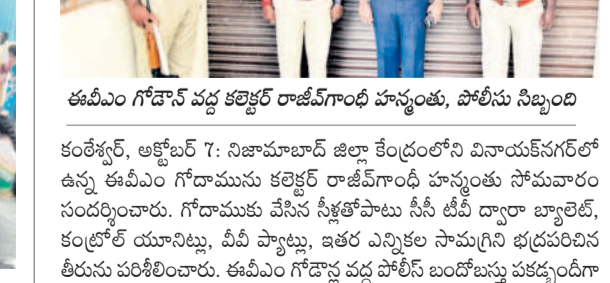 ఈవీఎం గోడౌన్ వద్ద కలెక్టర్ రాజీవ్‌గాంధీ హన్మంతు, పోలీసు సిబ్బంది
కంఠేశ్వర్, అక్టోబర్ 7: నిజామాబాద్ జిల్లా కేంద్రంలోని వినాయక్‌నగర్‌లో
ఉన్న ఈవీఎం గోదామును కలెక్టర్ రాజీవ్‌గాంధీ హన్మంతు సోమవారం
సందర్శించారు. గోదాముకు వేసిన సీళ్లతోపాటు సీసీ టీవీ ద్వారా బ్యాలెట్,
కంట్రోల్ యూనిట్లు, వీవీ ప్యాట్లు, ఇతర ఎన్నికల సామగ్రిని భద్రపరిచిన
తీరును పరిశీలించారు. ఈవీఎం గోడౌన్ల వద్ద పోలీస్ బందోబస్తు పకడ్బందీగా